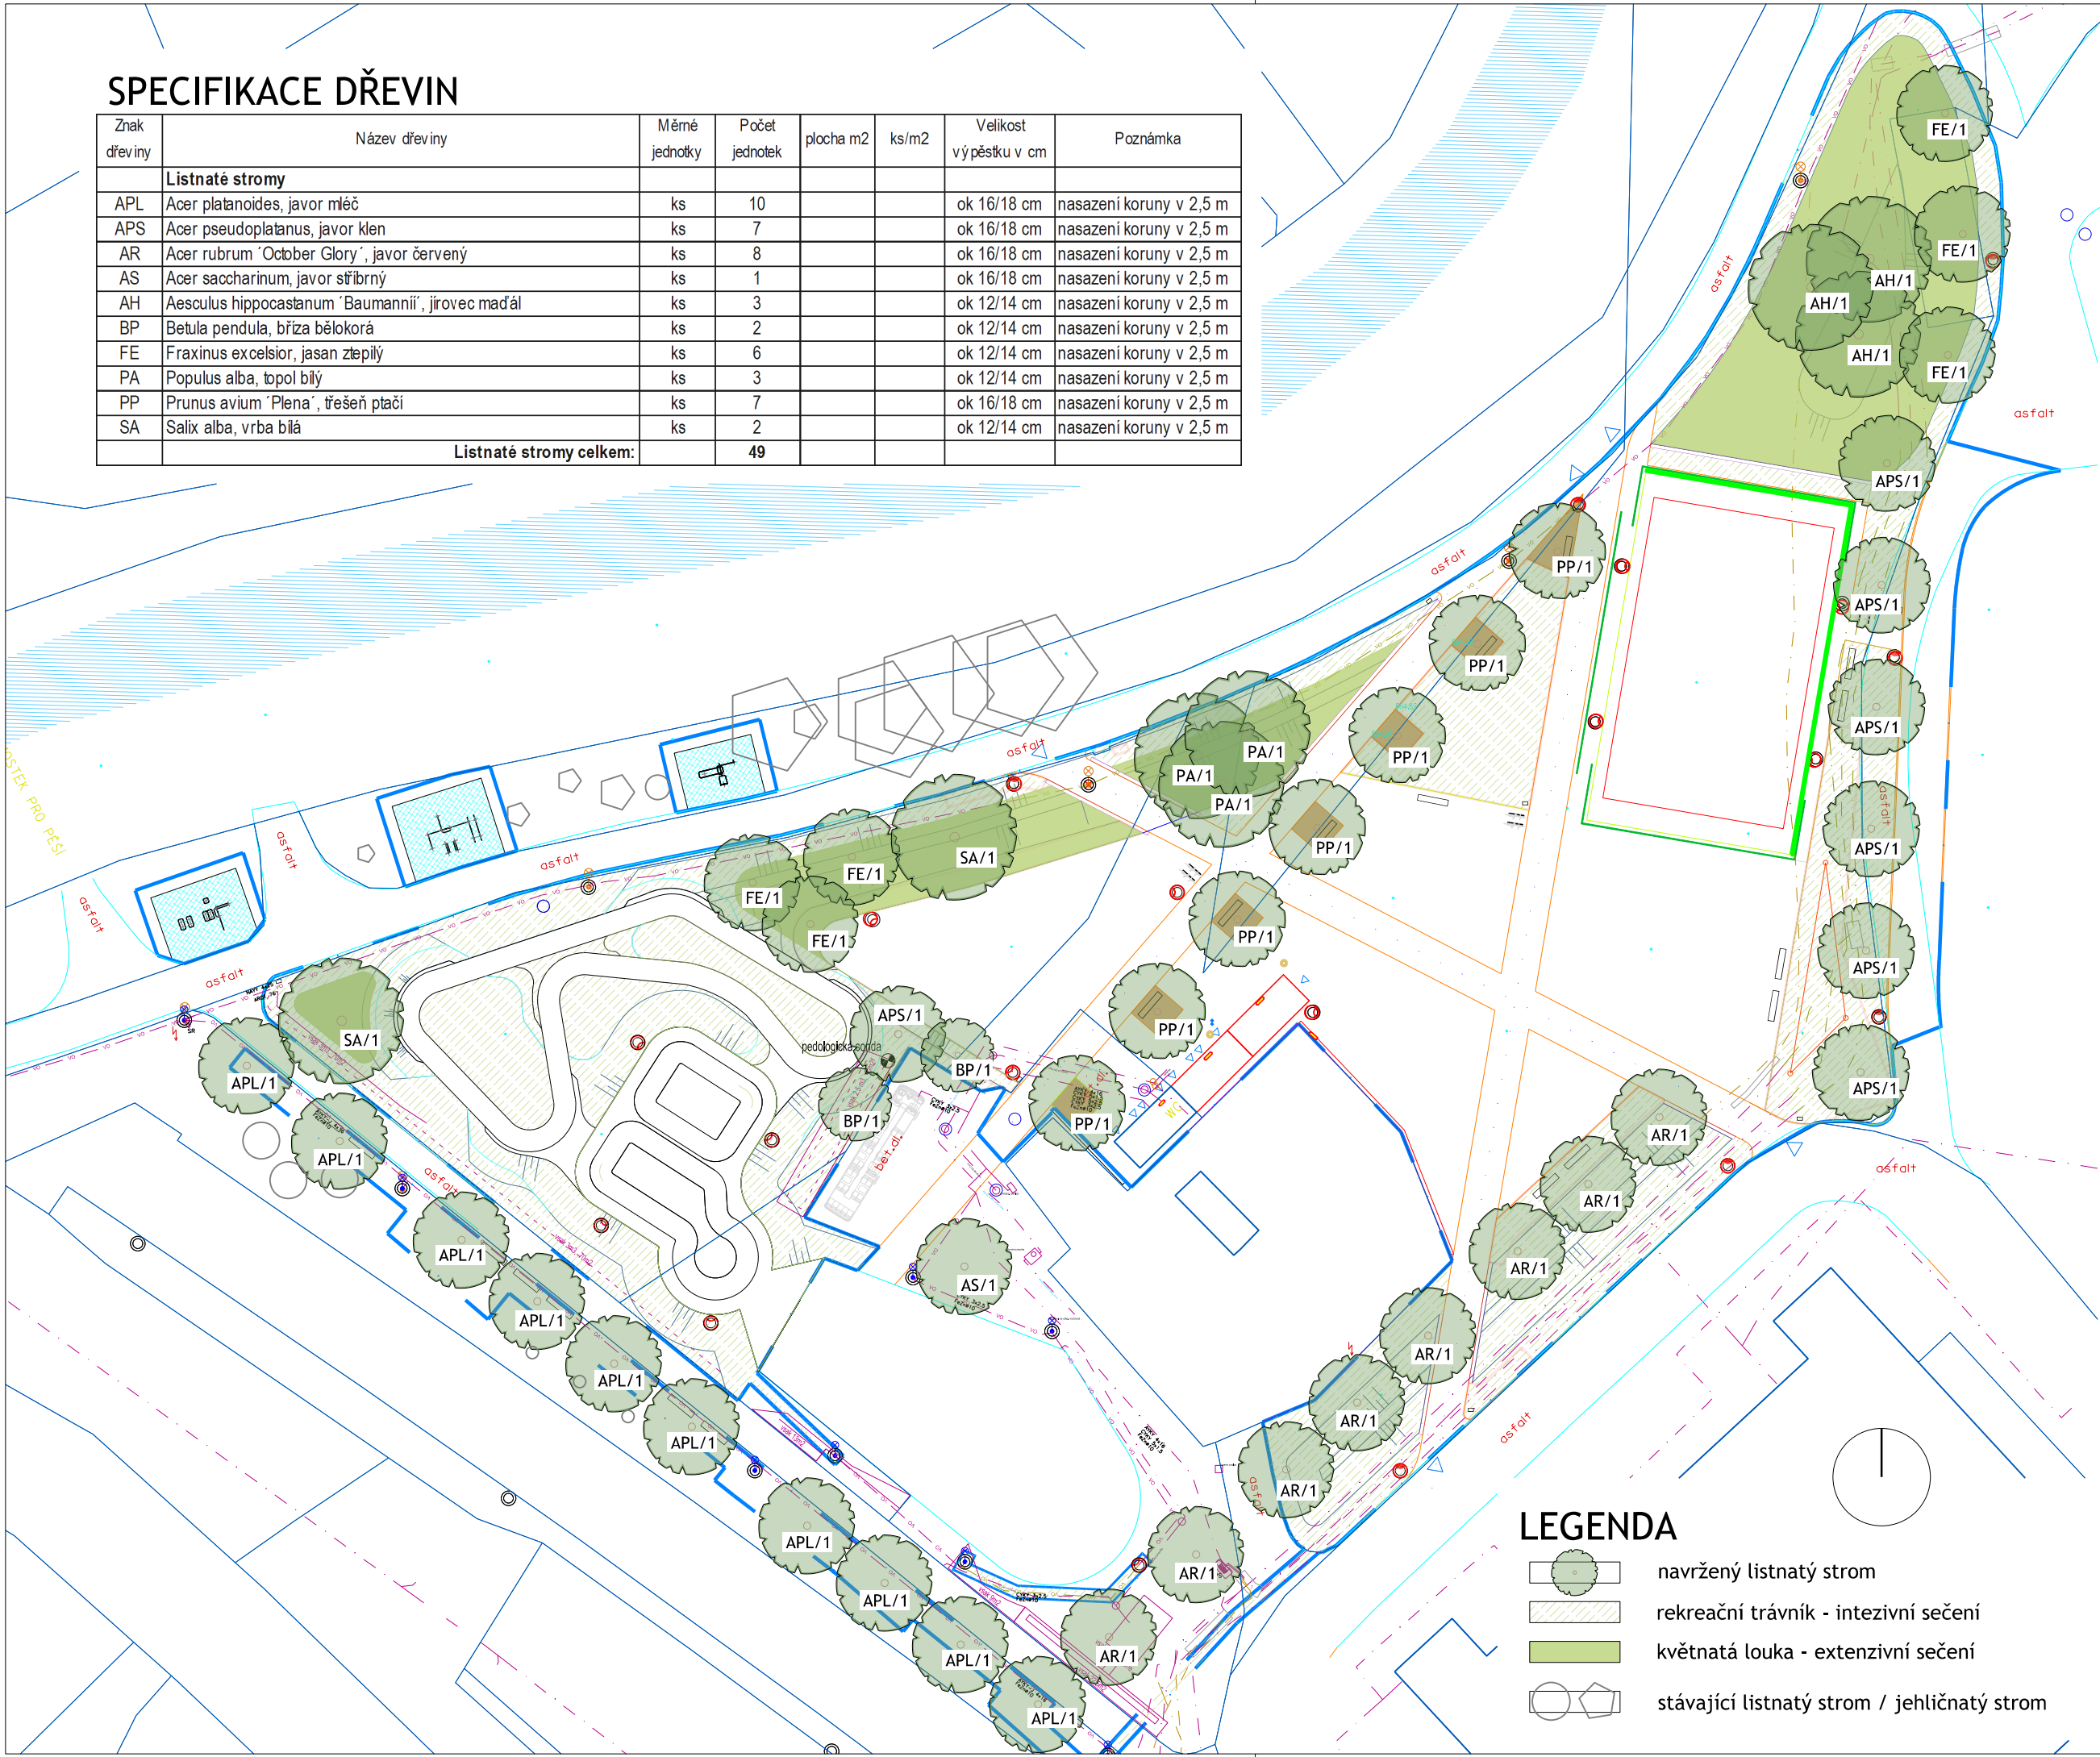 SPECIFIKACE DŘEVIN
Znak dřeviny Název dřeviny Měrné jednotky Počet jednotek plocha m2 ks/m2 Velikost výpěstku v cm Poznámka
Listnaté stromy
APL Acer platanoides, javor mléč ks 10 ok 16/18 cm nasazení koruny v 2,5 m
APS Acer pseudoplatanus, javor klen ks 7 ok 16/18 cm nasazení koruny v 2,5 m
AR Acer rubrum ´October Glory´, javor červený ks 8 ok 16/18 cm nasazení koruny v 2,5 m
AS Acer saccharinum, javor stříbrný ks 1 ok 16/18 cm nasazení koruny v 2,5 m
AH Aesculus hippocastanum ´Baumannii´, jírovec maďál ks 3 ok 12/14 cm nasazení koruny v 2,5 m
BP Betula pendula, bříza bělokorá ks 2 ok 12/14 cm nasazení koruny v 2,5 m
FE Fraxinus excelsior, jasan ztepilý ks 6 ok 12/14 cm nasazení koruny v 2,5 m
PA Populus alba, topol bílý ks 3 ok 12/14 cm nasazení koruny v 2,5 m
PP Prunus avium ´Plena´, třešeň ptačí ks 7 ok 16/18 cm nasazení koruny v 2,5 m
SA Salix alba, vrba bílá ks 2 ok 12/14 cm nasazení koruny v 2,5 m
Listnaté stromy celkem: 49
FE/1
FE/1
asfalt
AH/1
AH/1
AH/1
FE/1
asfalt
APS/1
asfalt
PP/1
APS/1
PP/1
APS/1
asfalt
PA/1
PP/1
PA/1
PA/1
asfalt
PRO PĚŠÍ
asfalt
asfalt
SA/1
PP/1
APS/1
FE/1
FE/1
asfalt
FE/1
PP/1
APS/1
asfalt
SA/1
APS/1
PP/1
pedologická sonda
BP/1
APL/1
BP/1
bet.dl.
PP/1
WC
APS/1
AR/1
APL/1
asfalt
asfalt
AR/1
APL/1
AS/1
AR/1
APL/1
APL/1
AR/1
APL/1
AR/1
asfalt
AR/1
asfalt
APL/1
AR/1
APL/1
AR/1
APL/1
APL/1
LEGENDA
navržený listnatý strom
rekreační trávník - intezivní sečení
květnatá louka - extenzivní sečení
stávající listnatý strom / jehličnatý strom